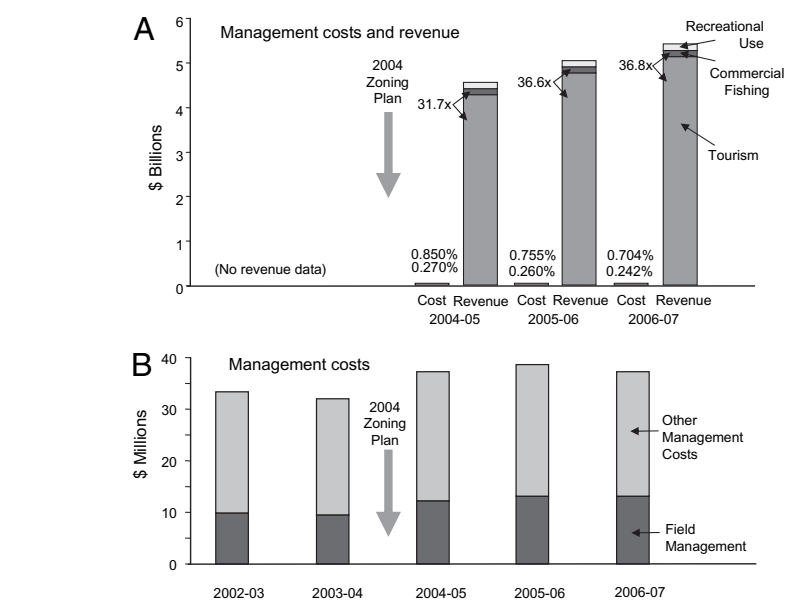 A
Management costs and revenue
$ Billions
6
5
4
3
2
1
0
2004
Zoning
Plan
(No revenue data)
31.7x
36.6x
36.8x
Recreational
Use
Commercial
Fishing
Tourism
0.850%
0.270%
0.755%
0.260%
0.704%
0.242%
Cost Revenue Cost Revenue Cost Revenue
2004-05 2005-06 2006-07
B
Management costs
$ Millions
40
30
20
10
0
2004
Zoning
Plan
Other
Management
Costs
Field
Management
2002-03 2003-04 2004-05 2005-06 2006-07